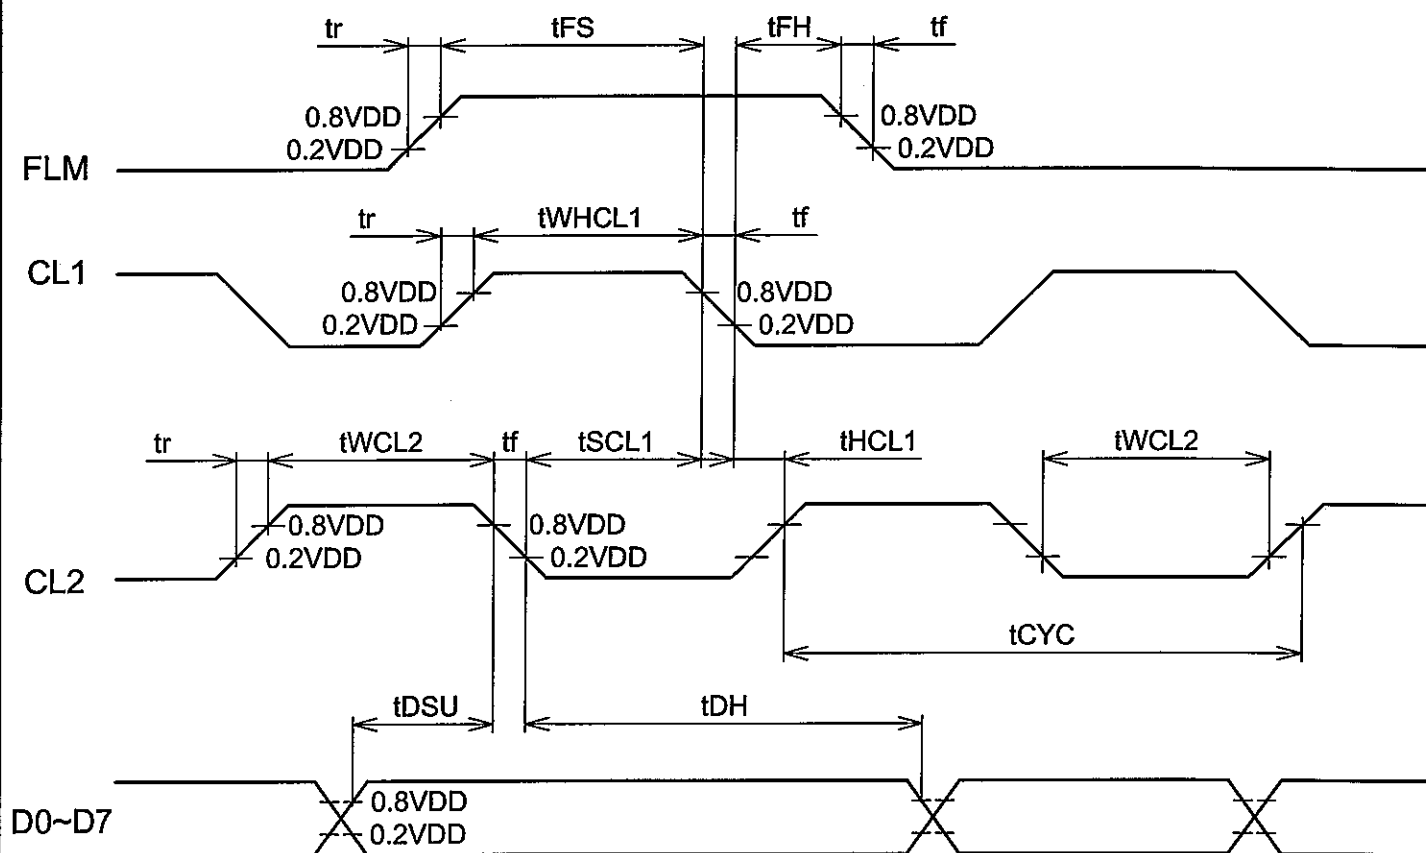 tr tFS tFH tf
0.8VDD 0.8VDD
0.2VDD 0.2VDD
FLM
tr tWHCL1 tf
CL1
0.8VDD 0.8VDD
0.2VDD 0.2VDD
tr tWCL2 tf tSCL1 tHCL1 tWCL2
0.8VDD 0.8VDD
0.2VDD 0.2VDD
CL2
tCYC
tDSU tDH
0.8VDD
D0~D7
0.2VDD